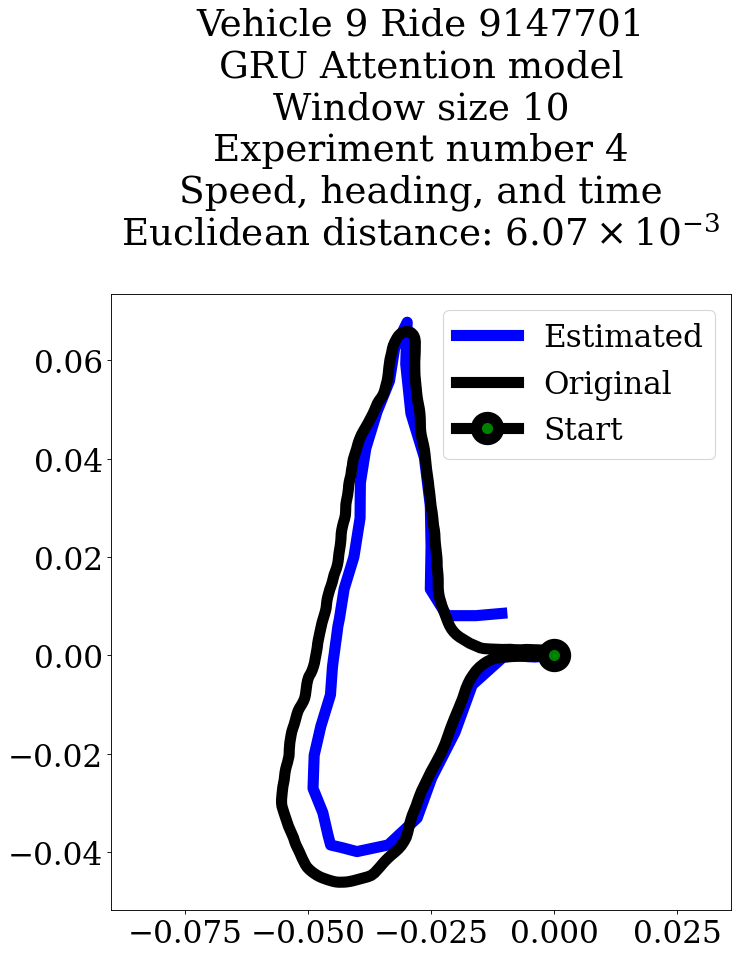 Vehicle 9 Ride 9147701
GRU Attention model
Window size 10
Experiment number 4
Speed, heading, and time
Euclidean distance: 6.07 × 10⁻³
Estimated
Original
Start
0.06
0.04
0.02
0.00
−0.02
−0.04
−0.075 −0.050 −0.025 0.000 0.025